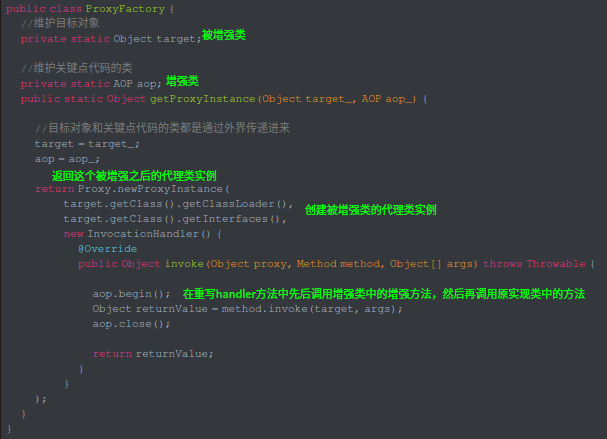 public class ProxyFactory {
//维护目标对象
private static Object target;被增强类
//维护关键点代码的类
private static AOP aop; 增强类
public static Object getProxyInstance(Object target_, AOP aop_) {
//目标对象和关键点代码的类都是通过外界传递进来
target = target_;
aop = aop_;
返回这个被增强之后的代理类实例
return Proxy.newProxyInstance(
target.getClass().getClassLoader(), 创建被增强类的代理类实例
target.getClass().getInterfaces(),
new InvocationHandler() {
@Override
public Object invoke(Object proxy, Method method, Object[] args) throws Throwable {
aop.begin(); 在重写handler方法中先后调用增强类中的增强方法，然后再调用原实现类中的方法
Object returnValue = method.invoke(target, args);
aop.close();
return returnValue;
}
}
);
}
}